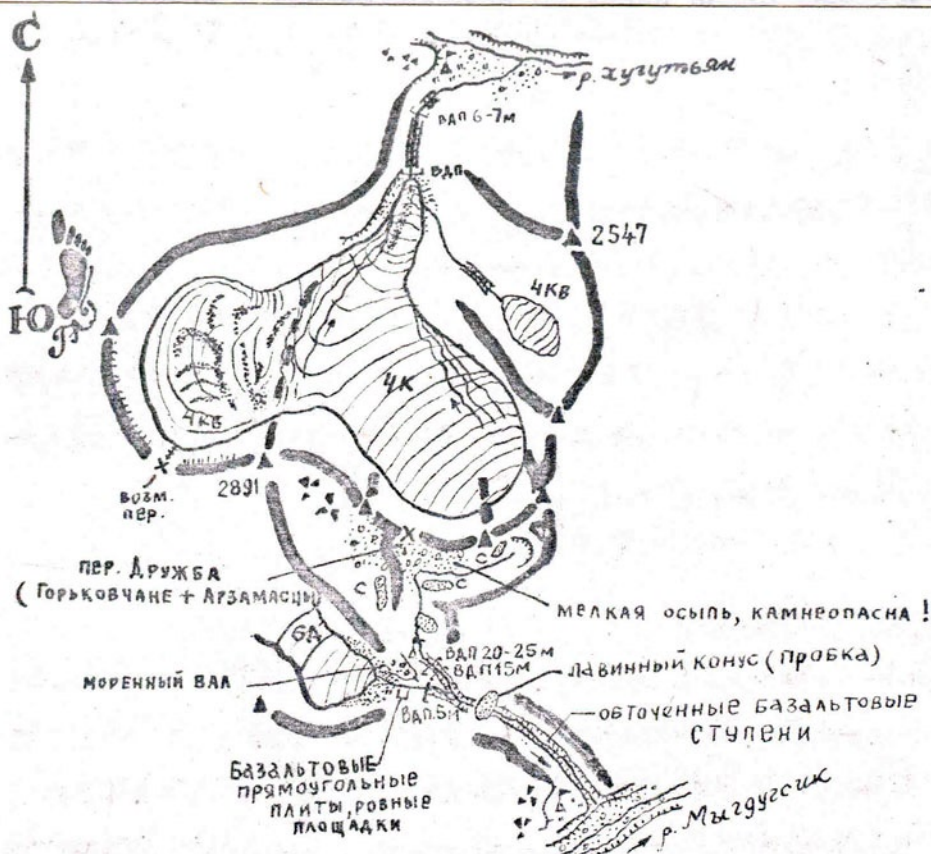 С
р. Хугутьян
ВДП 6-7м
ВДП
2547
Ю
4КВ
4К
4КВ
возм.
пер.
2891
пер. Дружба
(Горьковчане + Арзамасцы)
С
С
С
мелкая осыпь, камнеопасна !
6Д
ВДП 20-25м
ВДП 15м
лавинный конус (пробка)
моренный вал
ВДП.5м
обточенные базальтовые
ступени
Базальтовые
прямоугольные
плиты, ровные
площадки
р. Мыгдугсик